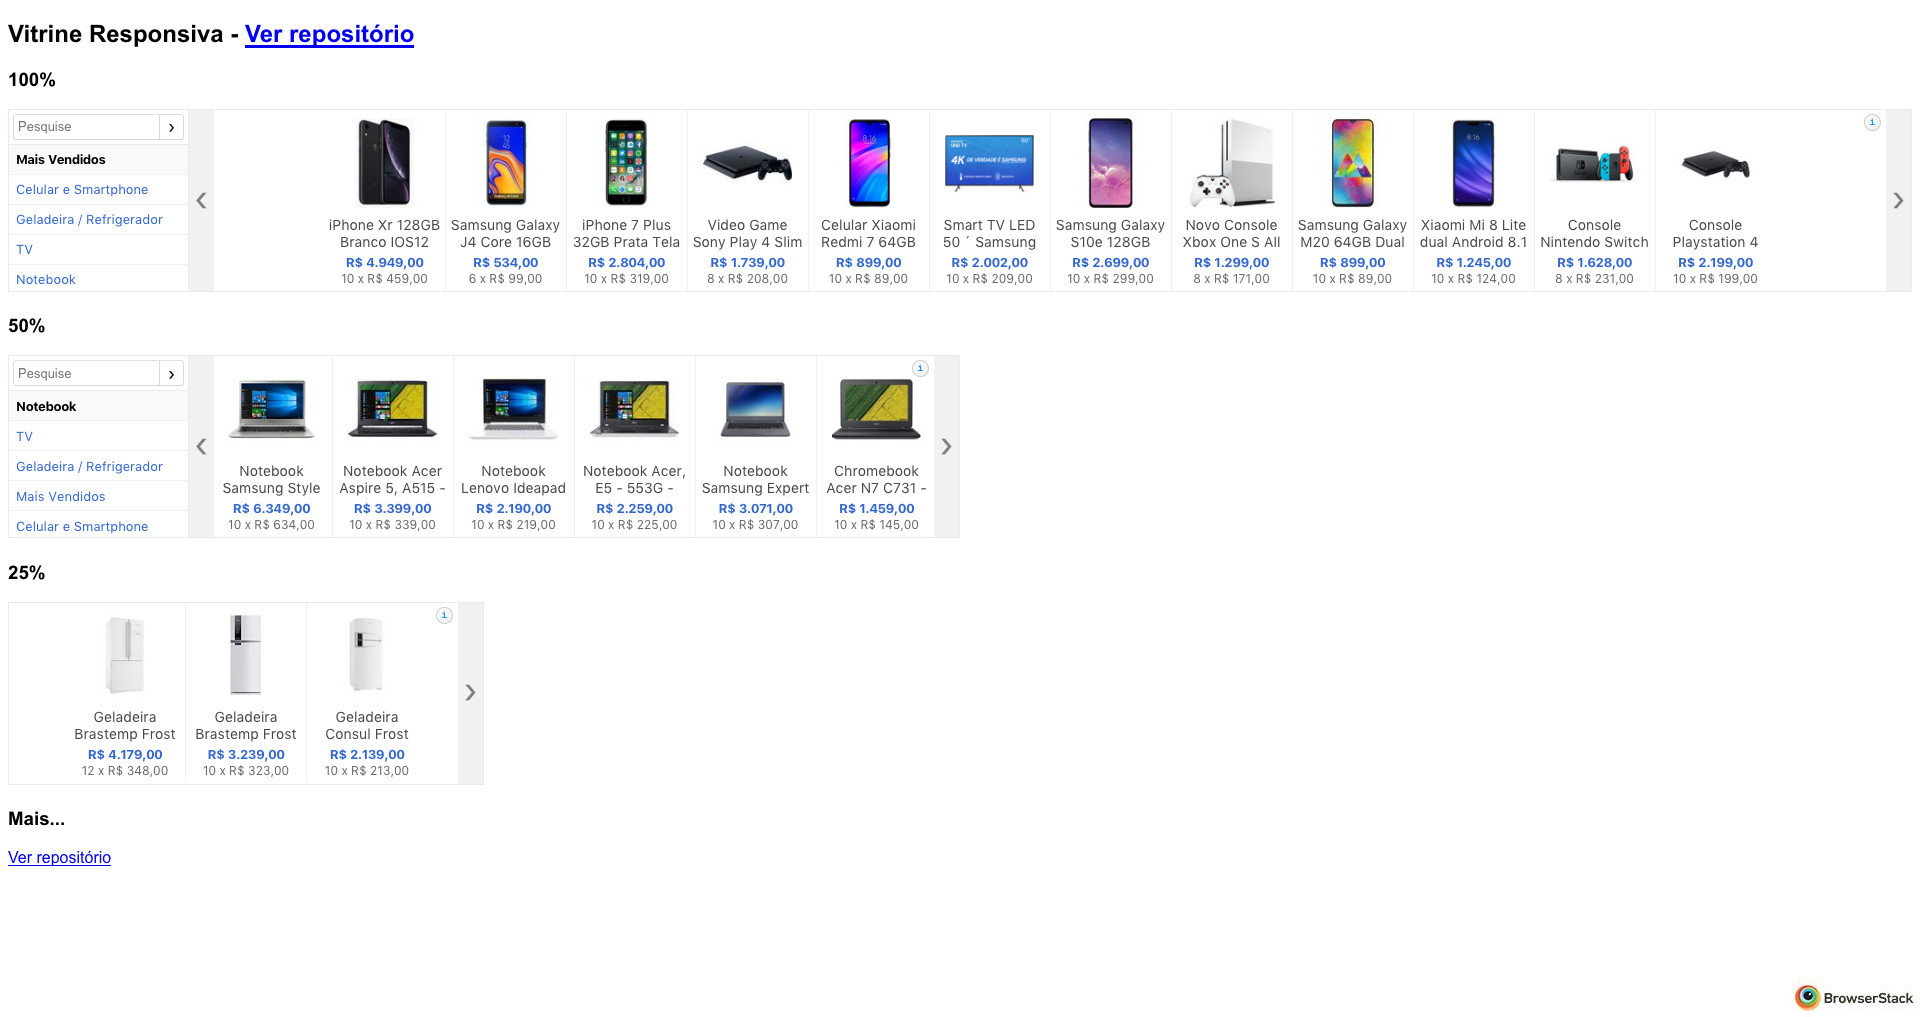 Vitrine Responsiva - Ver repositório
100%
Pesquise
Mais Vendidos
Celular e Smartphone
Geladeira / Refrigerador
TV
Notebook
iPhone Xr 128GB
Branco IOS12
R$ 4.949,00
10 x R$ 459,00
Samsung Galaxy
J4 Core 16GB
R$ 534,00
6 x R$ 99,00
iPhone 7 Plus
32GB Prata Tela
R$ 2.804,00
10 x R$ 319,00
Video Game
Sony Play 4 Slim
R$ 1.739,00
8 x R$ 208,00
8:16
Celular Xiaomi
Redmi 7 64GB
R$ 899,00
10 x R$ 89,00
UHD TV
50"
4K DE VERDADE É SAMSUNG
Smart TV LED
50 ´ Samsung
R$ 2.002,00
10 x R$ 209,00
Samsung Galaxy
S10e 128GB
R$ 2.699,00
10 x R$ 299,00
Novo Console
Xbox One S All
R$ 1.299,00
8 x R$ 171,00
Samsung Galaxy
M20 64GB Dual
R$ 899,00
10 x R$ 89,00
8:16
Xiaomi Mi 8 Lite
dual Android 8.1
R$ 1.245,00
10 x R$ 124,00
Console
Nintendo Switch
R$ 1.628,00
8 x R$ 231,00
Console
Playstation 4
R$ 2.199,00
10 x R$ 199,00
i
50%
Pesquise
Notebook
TV
Geladeira / Refrigerador
Mais Vendidos
Celular e Smartphone
Notebook
Samsung Style
R$ 6.349,00
10 x R$ 634,00
Notebook Acer
Aspire 5, A515 -
R$ 3.399,00
10 x R$ 339,00
Notebook
Lenovo Ideapad
R$ 2.190,00
10 x R$ 219,00
Notebook Acer,
E5 - 553G -
R$ 2.259,00
10 x R$ 225,00
Notebook
Samsung Expert
R$ 3.071,00
10 x R$ 307,00
Chromebook
Acer N7 C731 -
R$ 1.459,00
10 x R$ 145,00
i
25%
Geladeira
Brastemp Frost
R$ 4.179,00
12 x R$ 348,00
Geladeira
Brastemp Frost
R$ 3.239,00
10 x R$ 323,00
Geladeira
Consul Frost
R$ 2.139,00
10 x R$ 213,00
i
Mais...
Ver repositório
BrowserStack